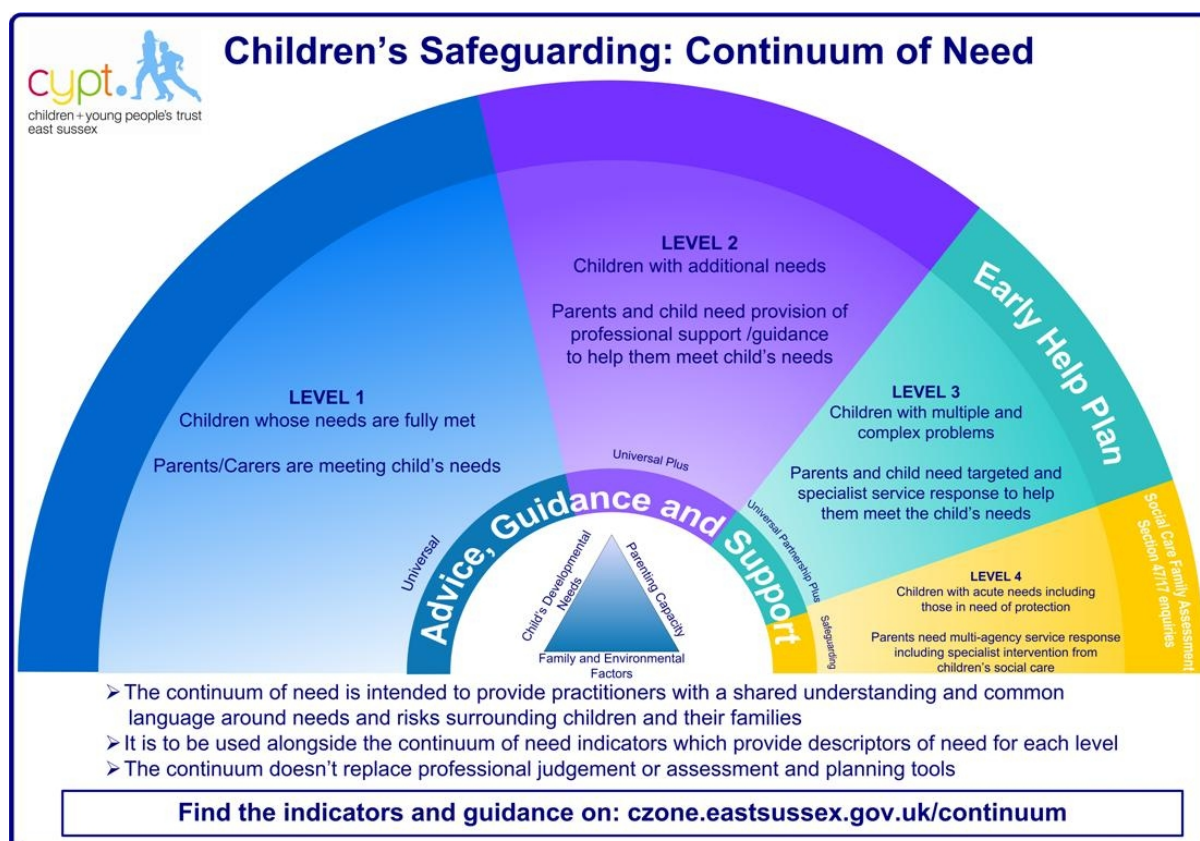 Children’s Safeguarding: Continuum of Need
cypt.
children+young people's trust
east sussex
LEVEL 1
Children whose needs are fully met
Parents/Carers are meeting child’s needs
LEVEL 2
Children with additional needs
Parents and child need provision of
professional support /guidance
to help them meet child’s needs
LEVEL 3
Children with multiple and
complex problems
Parents and child need targeted and
specialist service response to help
them meet the child’s needs
Early Help Plan
LEVEL 4
Children with acute needs including
those in need of protection
Parents need multi-agency service response
including specialist intervention from
children’s social care
Social Care Family Assessment
Section 47/17 enquiries
Universal
Universal Plus
Universal Partnership Plus
Safeguarding
Advice, Guidance and Support
Child’s Developmental
Needs
Parenting Capacity
Family and Environmental
Factors
➢ The continuum of need is intended to provide practitioners with a shared understanding and common
language around needs and risks surrounding children and their families
➢ It is to be used alongside the continuum of need indicators which provide descriptors of need for each level
➢ The continuum doesn’t replace professional judgement or assessment and planning tools
Find the indicators and guidance on: czone.eastsussex.gov.uk/continuum